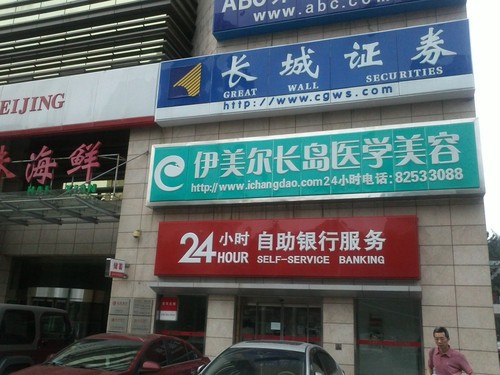 www.abc.com
长城证券
GREAT WALL SECURITIES
http://www.cgws.com
EIJING
海鲜
伊美尔长岛医学美容
http://www.ichangdao.com24小时电话:82533088
24小时 自助银行服务
HOUR SELF-SERVICE BANKING